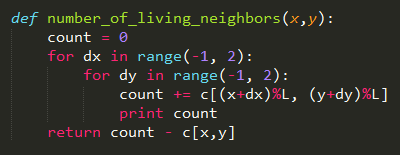 def number_of_living_neighbors(x,y):
    count = 0
    for dx in range(-1, 2):
        for dy in range(-1, 2):
            count += c[(x+dx)%L, (y+dy)%L]
            print count
    return count - c[x,y]